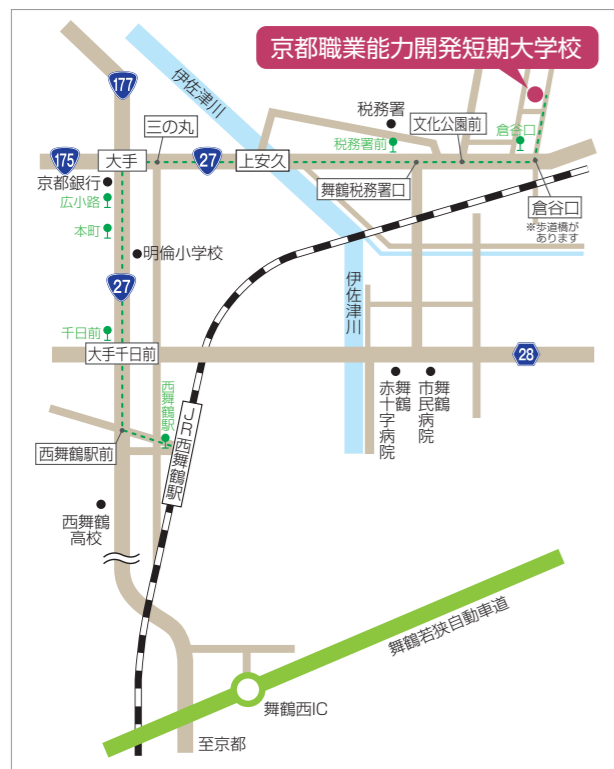 京都職業能力開発短期大学校
177
伊佐津川
税務署
三の丸
文化公園前
倉谷口
税務署前
175
大手
27
上安久
京都銀行
舞鶴税務署口
倉谷口
広小路
※歩道橋が
あります
本町
明倫小学校
27
伊佐津川
千日前
大手千日前
28
西舞鶴駅
舞鶴
赤十字病院
舞鶴
市民病院
JR西舞鶴駅
西舞鶴駅前
西舞鶴
高校
舞鶴若狭自動車道
舞鶴西IC
至京都